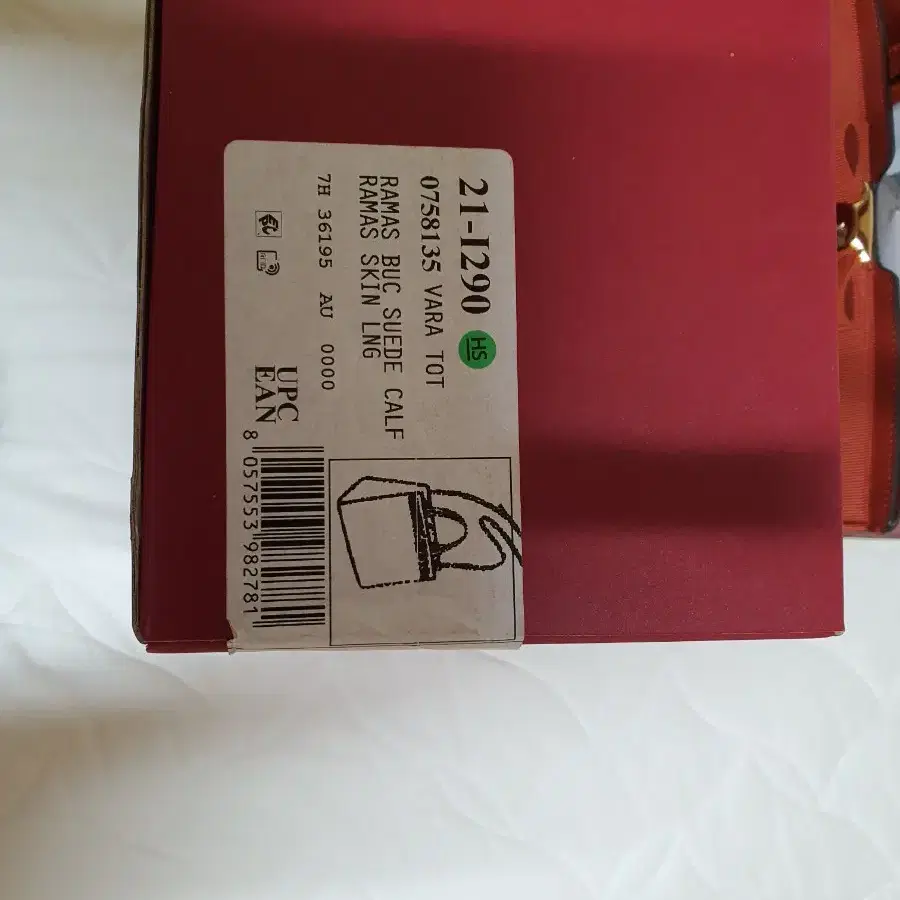 21-I290 HS
0758135 VARA TOT
RAMAS BUC.SUEDE CALF
RAMAS SKIN LNG
7H 36195 AU 0000
UPC
EAN
8 057553 982781